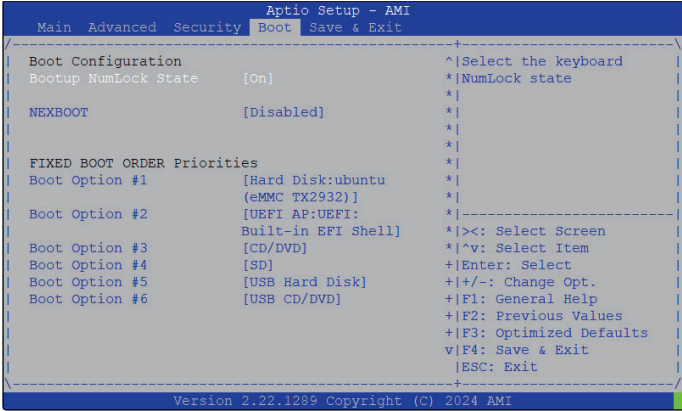 Aptio Setup - AMI
Main Advanced Security Boot Save & Exit
Boot Configuration
Bootup NumLock State [On]
NEXBOOT [Disabled]
FIXED BOOT ORDER Priorities
Boot Option #1 [Hard Disk:ubuntu
(eMMC TX2932)]
Boot Option #2 [UEFI AP:UEFI:
Built-in EFI Shell]
Boot Option #3 [CD/DVD]
Boot Option #4 [SD]
Boot Option #5 [USB Hard Disk]
Boot Option #6 [USB CD/DVD]
Select the keyboard
NumLock state
><: Select Screen
^v: Select Item
Enter: Select
+/-: Change Opt.
F1: General Help
F2: Previous Values
F3: Optimized Defaults
F4: Save & Exit
ESC: Exit
Version 2.22.1289 Copyright (C) 2024 AMI